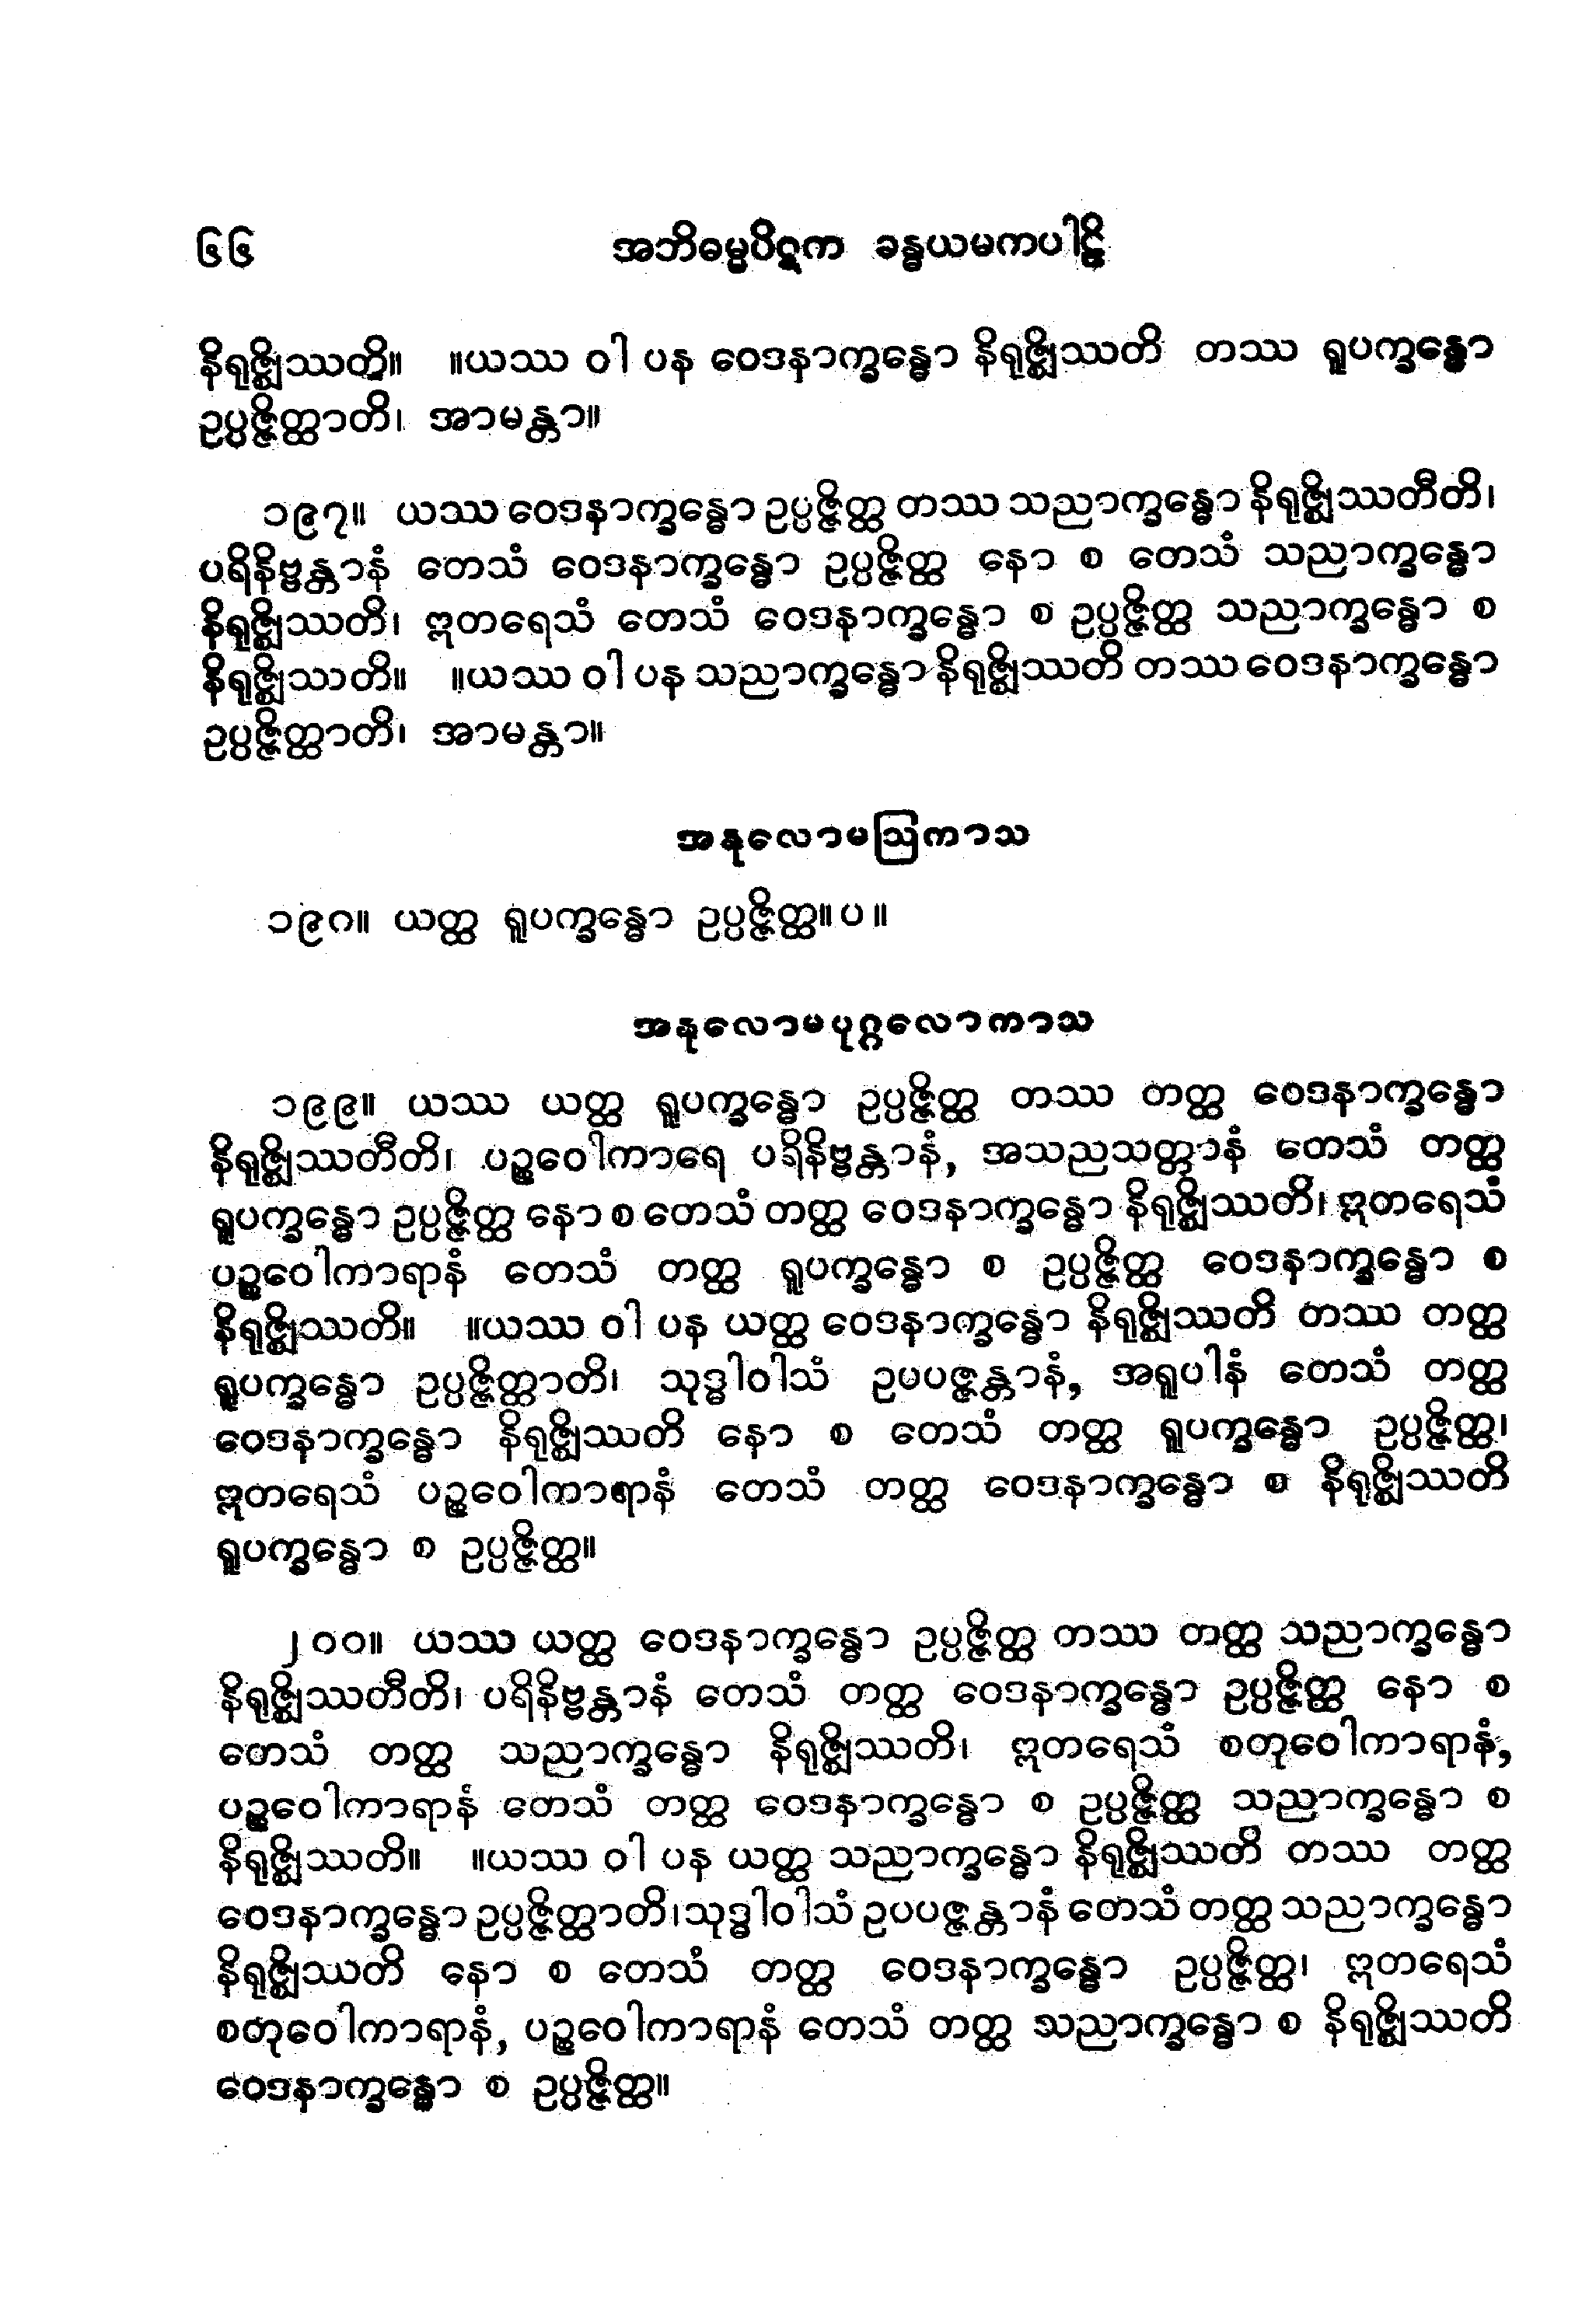 ၆၆ အဘိဓမ္မပိဋက ခန္ဓယမကပါဠိ
နိရုဇ္ဈိဿတိ။ ။ယဿ ဝါ ပန ဝေဒနာက္ခန္ဓော နိရုဇ္ဈိဿတိ တဿ ရူပက္ခန္ဓော
ဥပ္ပဇ္ဇိတ္ထာတိ၊ အာမန္တာ။
၁၉၇။ ယဿ ဝေဒနာက္ခန္ဓော ဥပ္ပဇ္ဇိတ္ထ တဿ သညာက္ခန္ဓော နိရုဇ္ဈိဿတီတိ၊
ပရိနိဗ္ဗန္တာနံ တေသံ ဝေဒနာက္ခန္ဓော ဥပ္ပဇ္ဇိတ္ထ နော စ တေသံ သညာက္ခန္ဓော
နိရုဇ္ဈိဿတိ၊ ဣတရေသံ တေသံ ဝေဒနာက္ခန္ဓော စ ဥပ္ပဇ္ဇိတ္ထ သညာက္ခန္ဓော စ
နိရုဇ္ဈိဿတိ။ ။ယဿ ဝါ ပန သညာက္ခန္ဓော နိရုဇ္ဈိဿတိ တဿ ဝေဒနာက္ခန္ဓော
ဥပ္ပဇ္ဇိတ္ထာတိ၊ အာမန္တာ။
အနုလောမဩကာသ
၁၉၈။ ယတ္ထ ရူပက္ခန္ဓော ဥပ္ပဇ္ဇိတ္ထ။ပ။
အနုလောမပုဂ္ဂလောကာသ
၁၉၉။ ယဿ ယတ္ထ ရူပက္ခန္ဓော ဥပ္ပဇ္ဇိတ္ထ တဿ တတ္ထ ဝေဒနာက္ခန္ဓော
နိရုဇ္ဈိဿတီတိ၊ ပဉ္စဝေါကာရေ ပရိနိဗ္ဗန္တာနံ, အသညသတ္တာနံ တေသံ တတ္ထ
ရူပက္ခန္ဓော ဥပ္ပဇ္ဇိတ္ထ နော စ တေသံ တတ္ထ ဝေဒနာက္ခန္ဓော နိရုဇ္ဈိဿတိ၊ ဣတရေသံ
ပဉ္စဝေါကာရာနံ တေသံ တတ္ထ ရူပက္ခန္ဓော စ ဥပ္ပဇ္ဇိတ္ထ ဝေဒနာက္ခန္ဓော စ
နိရုဇ္ဈိဿတိ။ ။ယဿ ဝါ ပန ယတ္ထ ဝေဒနာက္ခန္ဓော နိရုဇ္ဈိဿတိ တဿ တတ္ထ
ရူပက္ခန္ဓော ဥပ္ပဇ္ဇိတ္ထာတိ၊ သုဒ္ဓါဝါသံ ဥပပဇ္ဇန္တာနံ, အရူပါနံ တေသံ တတ္ထ
ဝေဒနာက္ခန္ဓော နိရုဇ္ဈိဿတိ နော စ တေသံ တတ္ထ ရူပက္ခန္ဓော ဥပ္ပဇ္ဇိတ္ထ၊
ဣတရေသံ ပဉ္စဝေါကာရာနံ တေသံ တတ္ထ ဝေဒနာက္ခန္ဓော စ နိရုဇ္ဈိဿတိ
ရူပက္ခန္ဓော စ ဥပ္ပဇ္ဇိတ္ထ။
၂၀၀။ ယဿ ယတ္ထ ဝေဒနာက္ခန္ဓော ဥပ္ပဇ္ဇိတ္ထ တဿ တတ္ထ သညာက္ခန္ဓော
နိရုဇ္ဈိဿတီတိ၊ ပရိနိဗ္ဗန္တာနံ တေသံ တတ္ထ ဝေဒနာက္ခန္ဓော ဥပ္ပဇ္ဇိတ္ထ နော စ
တေသံ တတ္ထ သညာက္ခန္ဓော နိရုဇ္ဈိဿတိ၊ ဣတရေသံ စတုဝေါကာရာနံ,
ပဉ္စဝေါကာရာနံ တေသံ တတ္ထ ဝေဒနာက္ခန္ဓော စ ဥပ္ပဇ္ဇိတ္ထ သညာက္ခန္ဓော စ
နိရုဇ္ဈိဿတိ။ ။ယဿ ဝါ ပန ယတ္ထ သညာက္ခန္ဓော နိရုဇ္ဈိဿတိ တဿ တတ္ထ
ဝေဒနာက္ခန္ဓော ဥပ္ပဇ္ဇိတ္ထာတိ၊သုဒ္ဓါဝါသံ ဥပပဇ္ဇန္တာနံ တေသံ တတ္ထ သညာက္ခန္ဓော
နိရုဇ္ဈိဿတိ နော စ တေသံ တတ္ထ ဝေဒနာက္ခန္ဓော ဥပ္ပဇ္ဇိတ္ထ၊ ဣတရေသံ
စတုဝေါကာရာနံ, ပဉ္စဝေါကာရာနံ တေသံ တတ္ထ သညာက္ခန္ဓော စ နိရုဇ္ဈိဿတိ
ဝေဒနာက္ခန္ဓော စ ဥပ္ပဇ္ဇိတ္ထ။